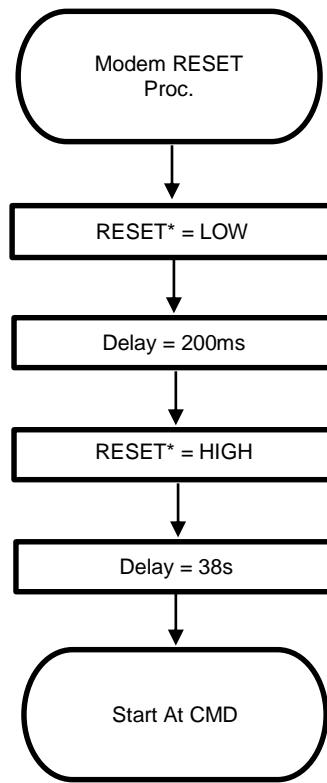 Modem RESET
Proc.
RESET* = LOW
Delay = 200ms
RESET* = HIGH
Delay = 38s
Start At CMD